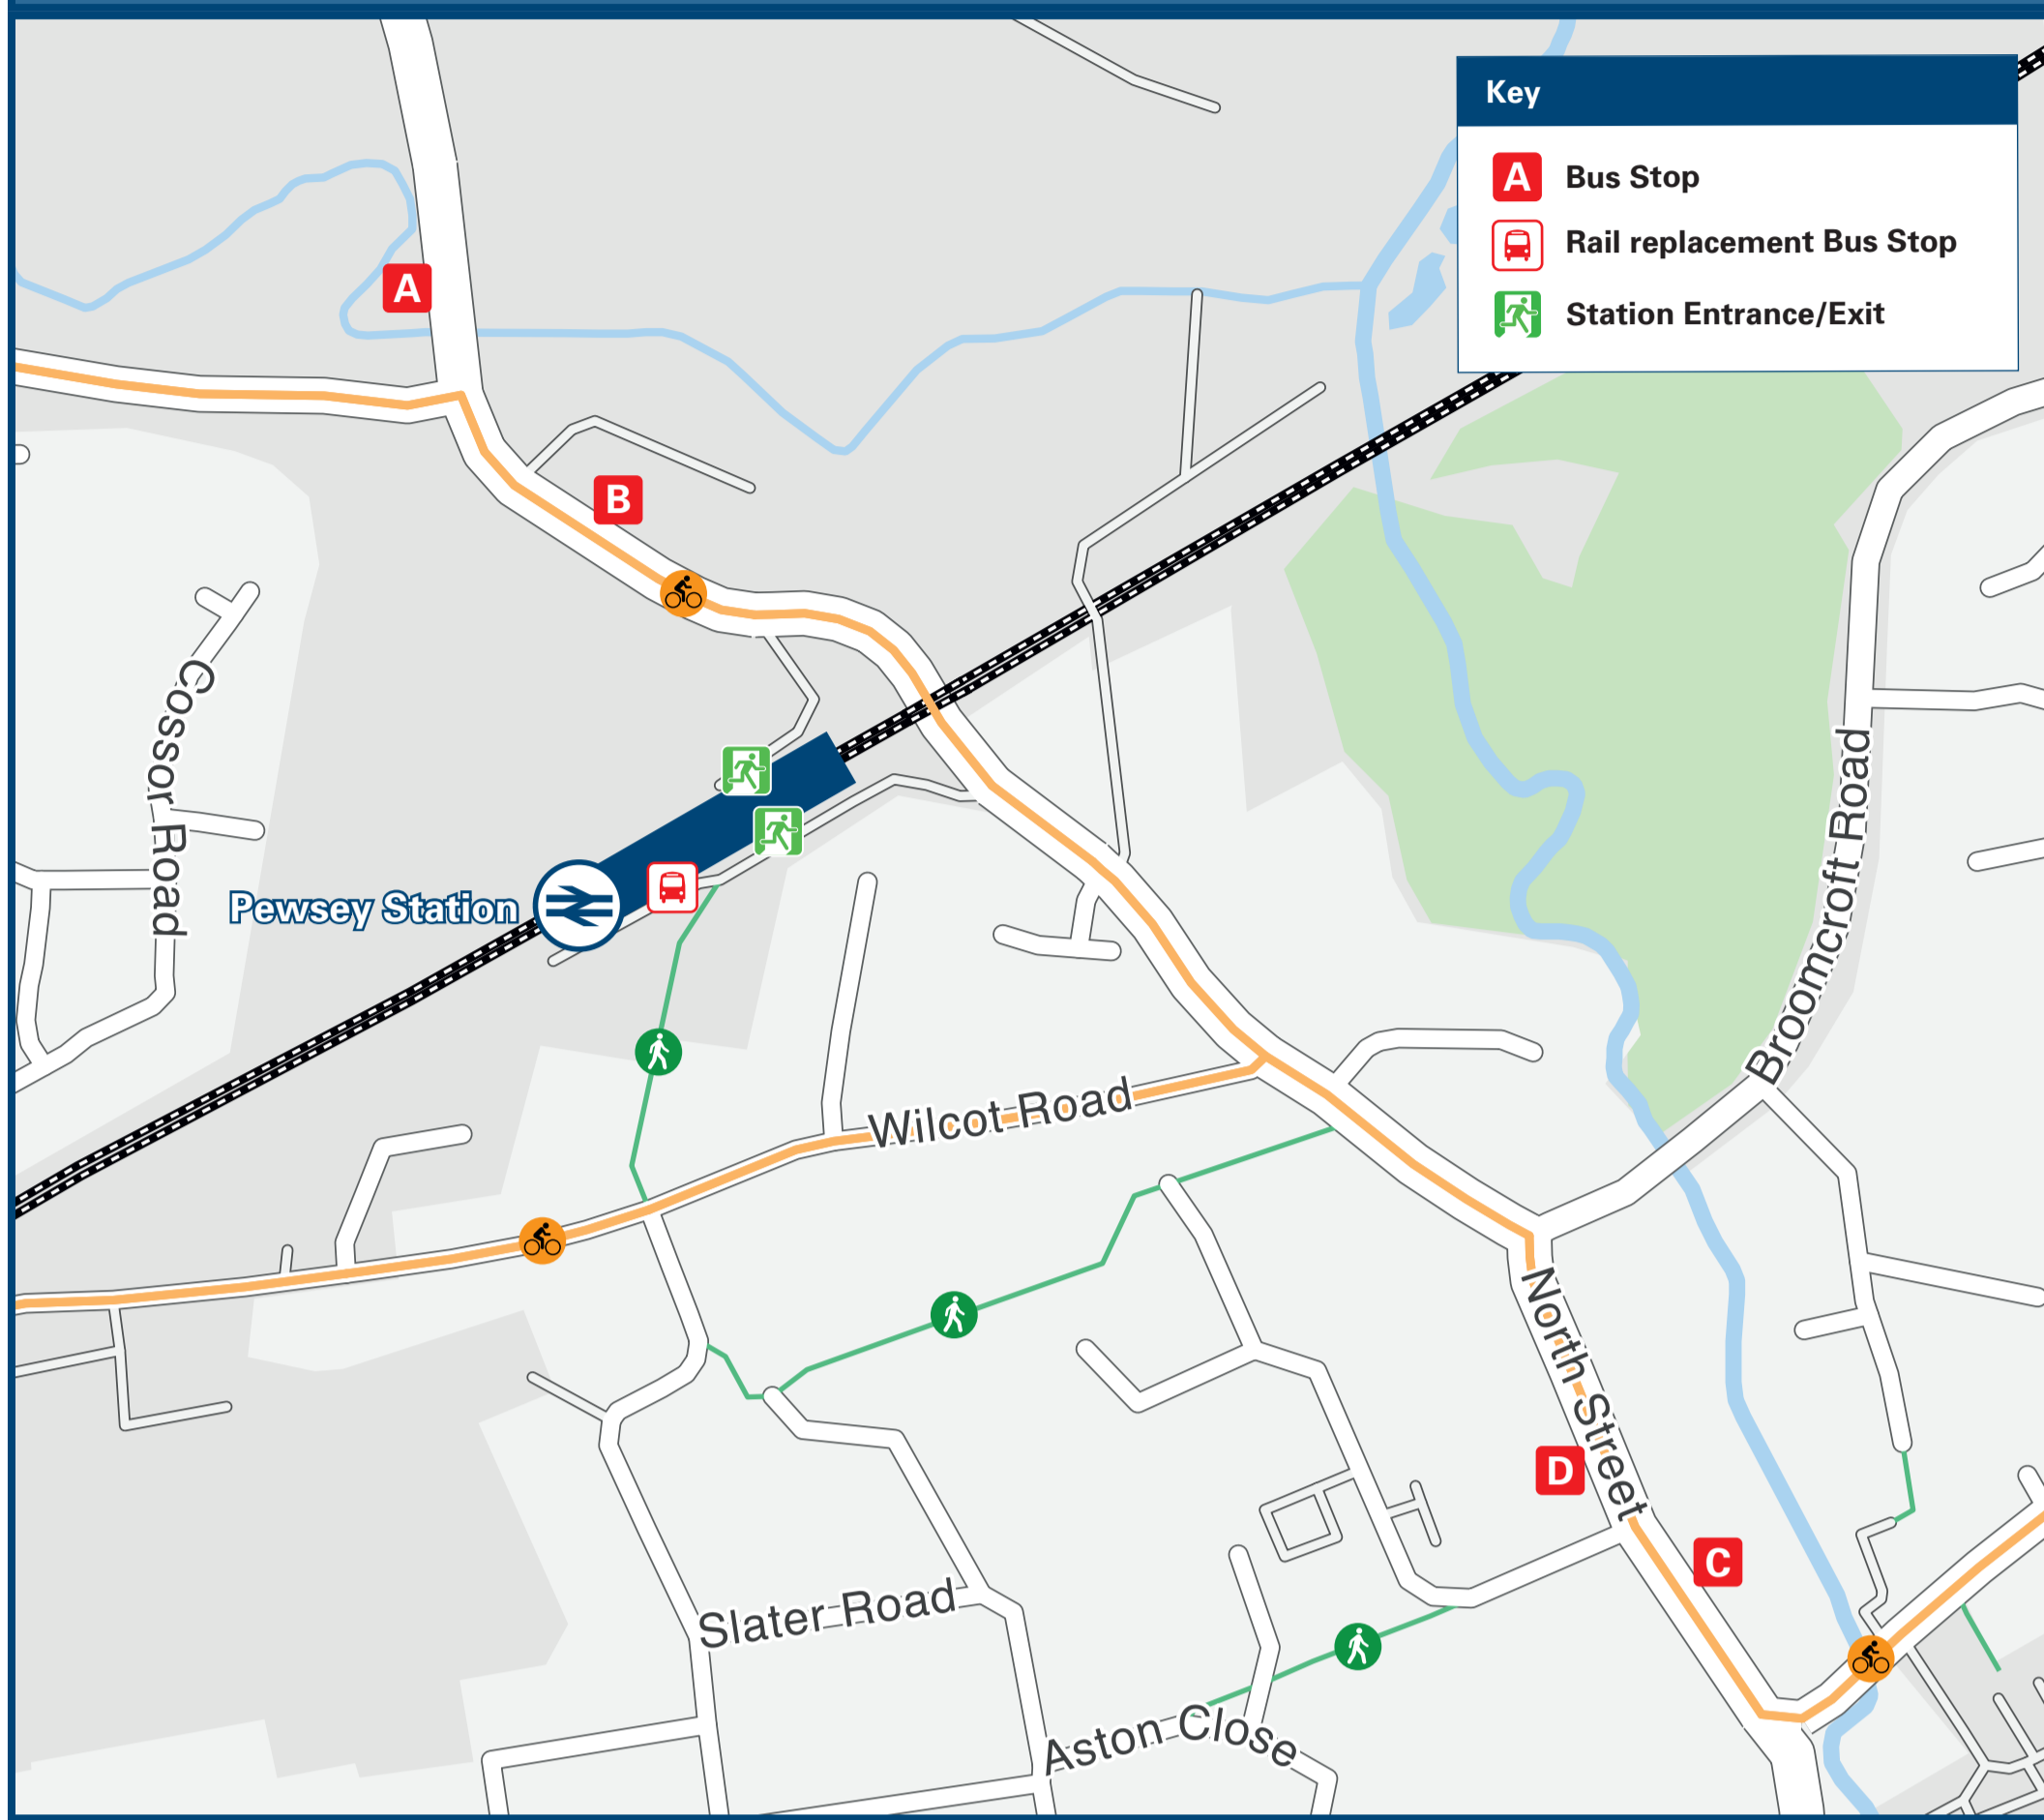 Key
A Bus Stop
Rail replacement Bus Stop
Station Entrance/Exit
A
B
Cossor Road
Pewsey Station
Broomcroft Road
Wilcot Road
North Street
D
C
Slater Road
Aston Close